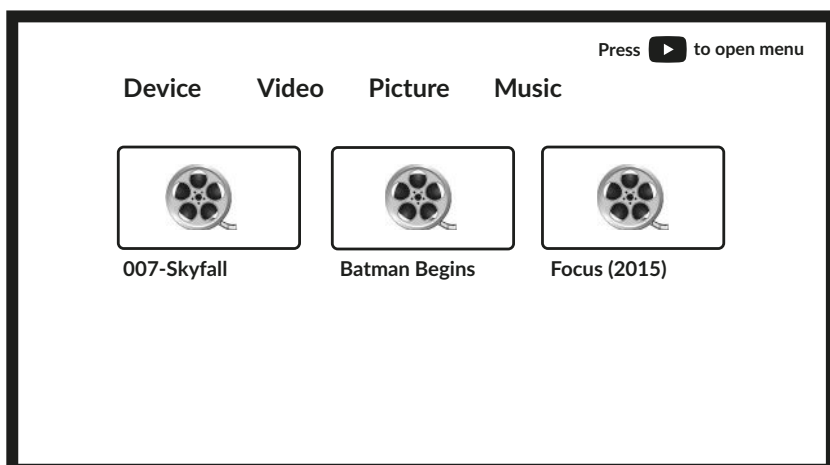 Press to open menu
Device Video Picture Music
007-Skyfall Batman Begins Focus (2015)